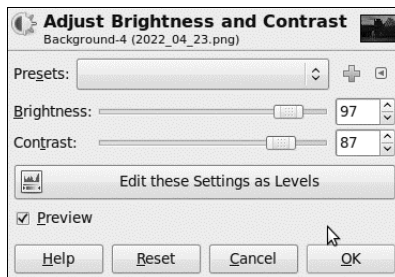 Adjust Brightness and Contrast
Background-4 (2022_04_23.png)
Presets:
Brightness: 97
Contrast: 87
Edit these Settings as Levels
Preview
Help Reset Cancel OK